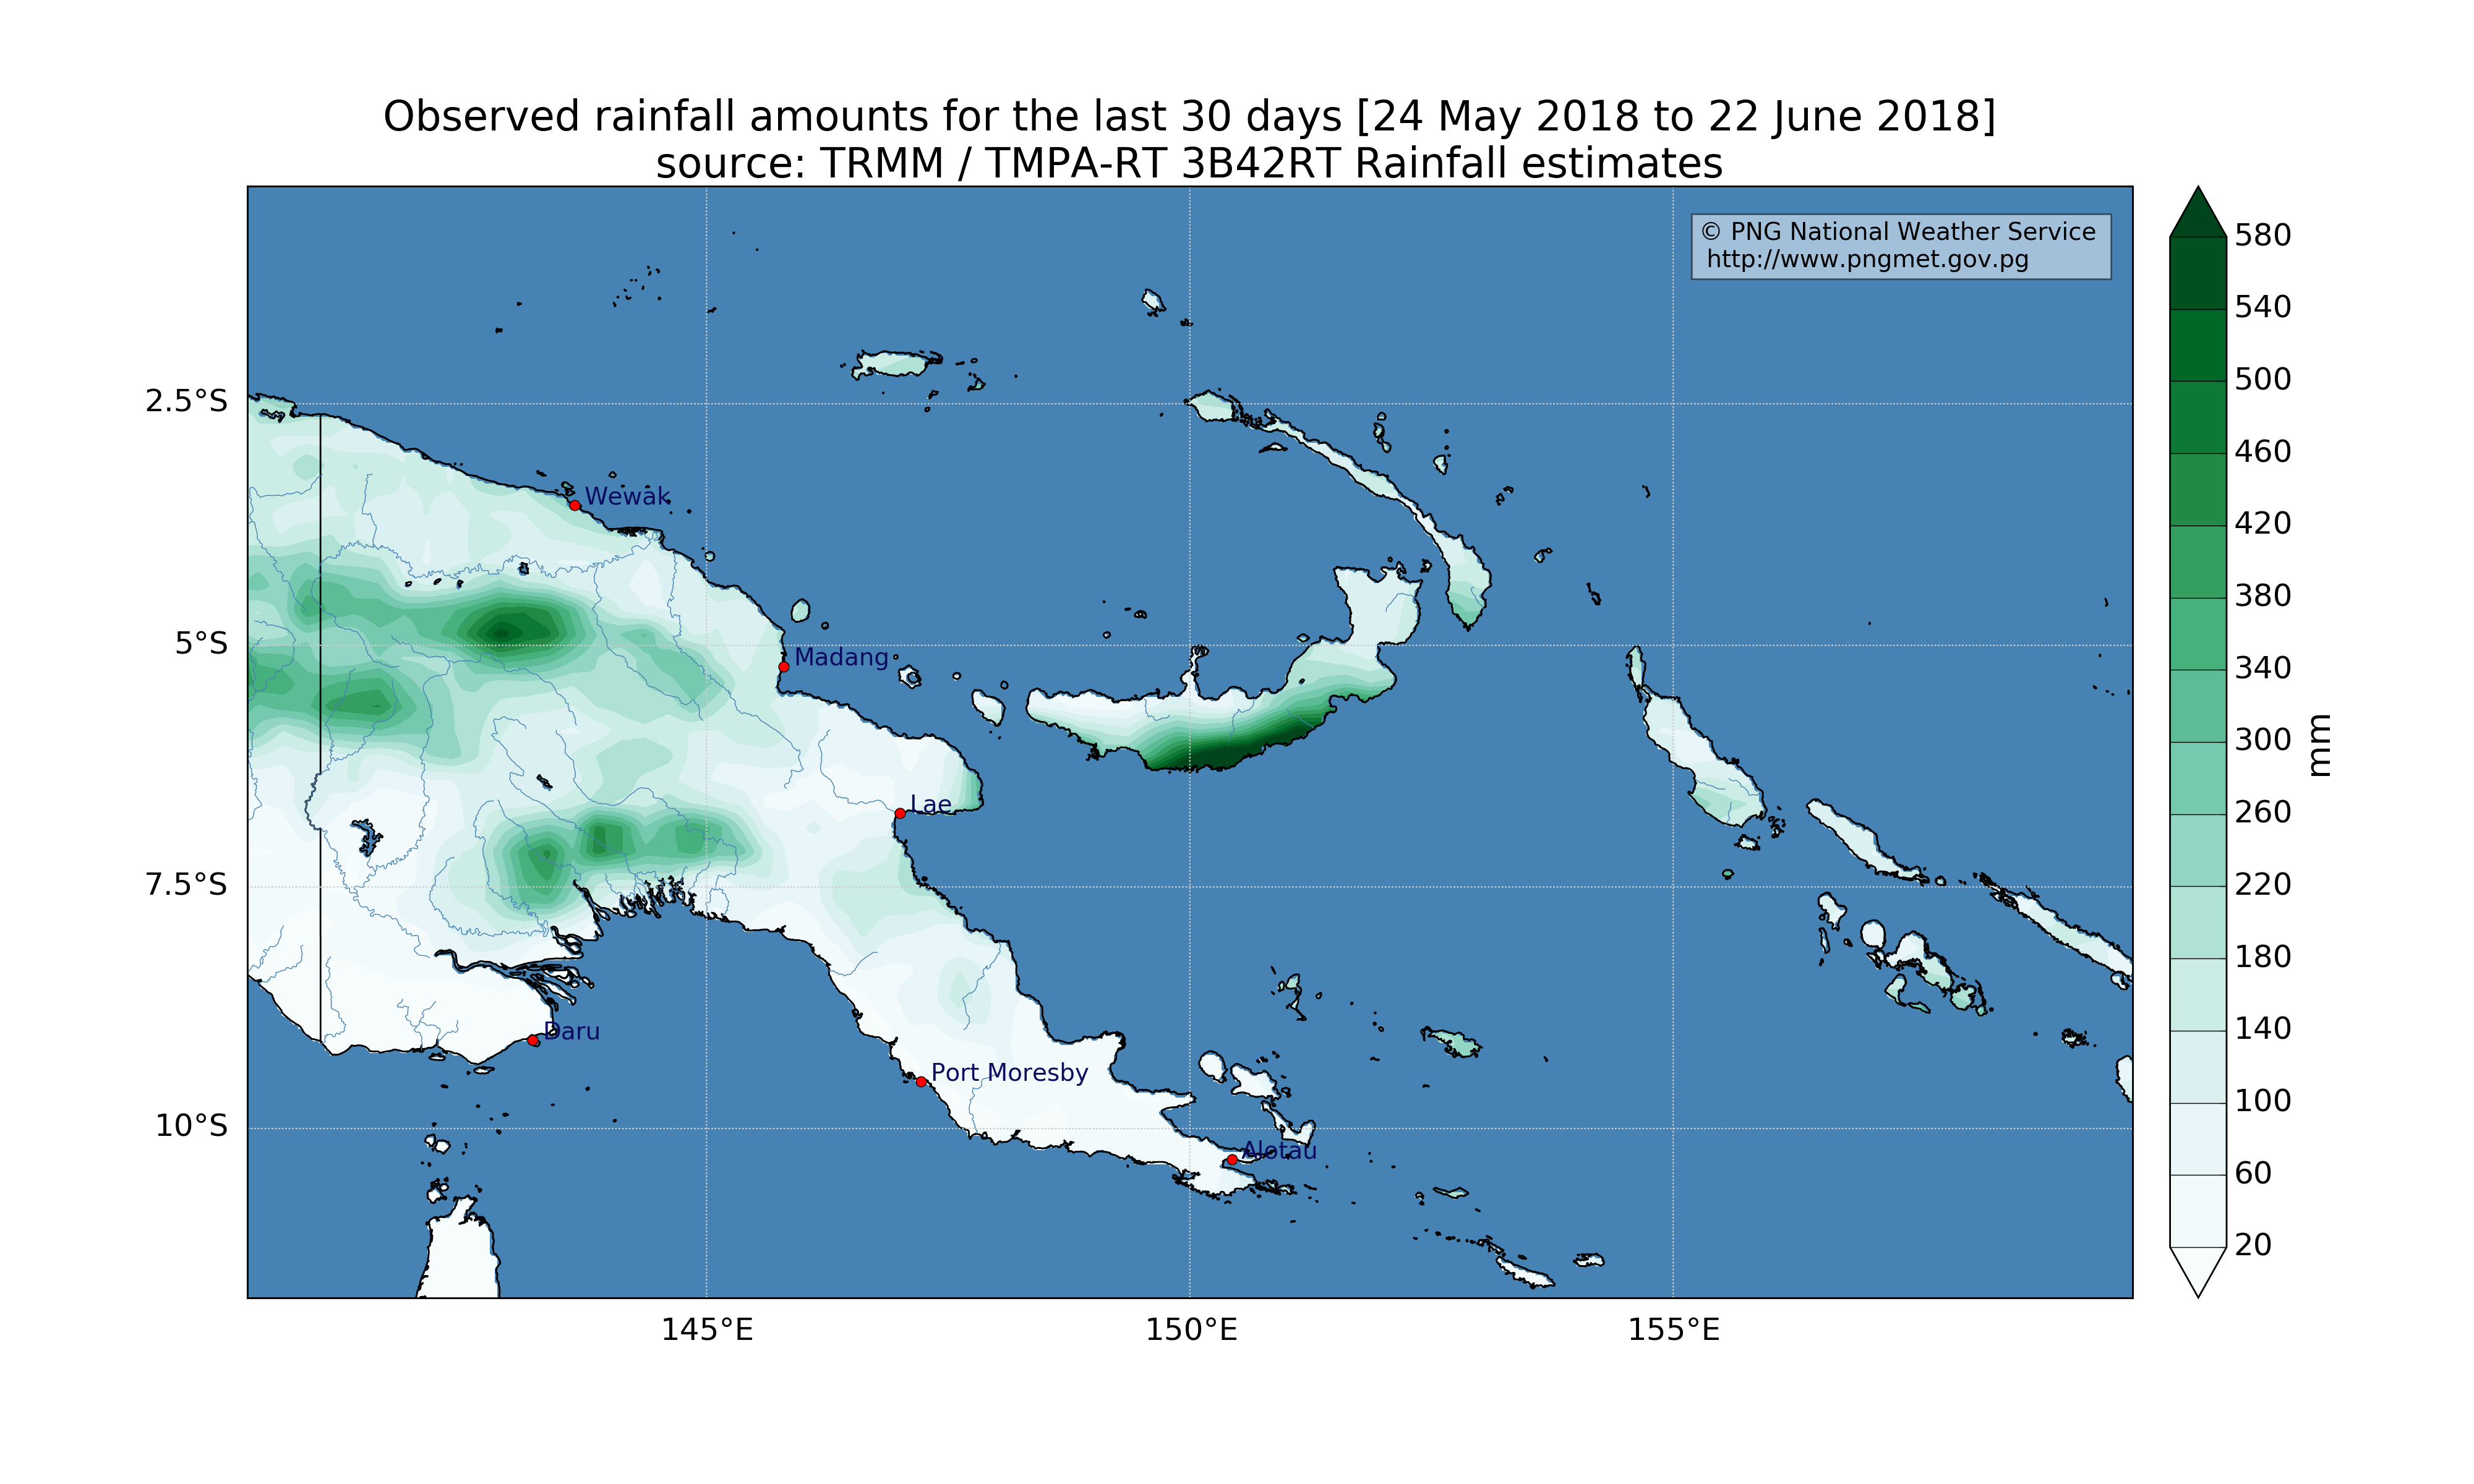 Observed rainfall amounts for the last 30 days [24 May 2018 to 22 June 2018]
source: TRMM / TMPA-RT 3B42RT Rainfall estimates
© PNG National Weather Service
http://www.pngmet.gov.pg
580
540
500
460
420
380
340
300
260
220
180
140
100
60
20
mm
2.5°S
5°S
7.5°S
10°S
Wewak
Madang
Lae
Daru
Port Moresby
Alotau
145°E
150°E
155°E